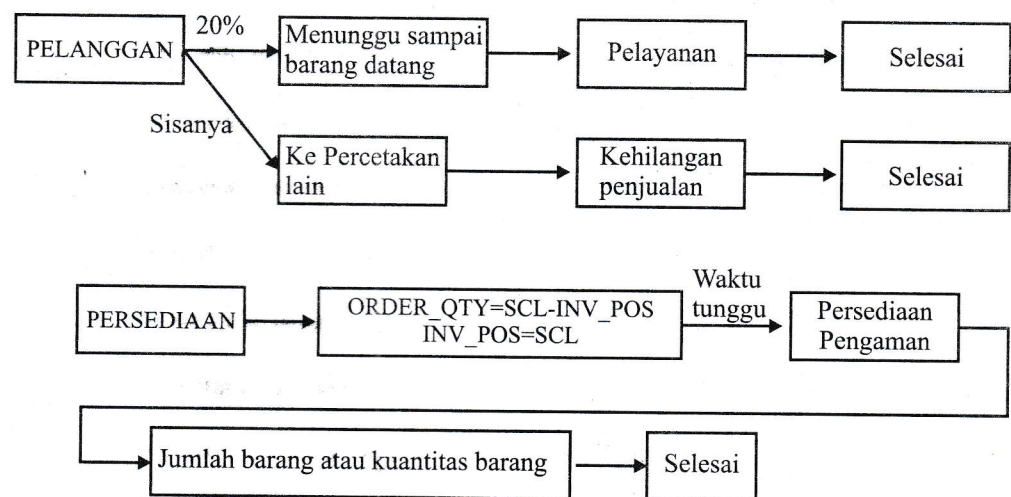 PELANGGAN
20%
Menunggu sampai
barang datang
Pelayanan
Selesai
Sisanya
Ke Percetakan
lain
Kehilangan
penjualan
Selesai
PERSEDIAAN
ORDER_QTY=SCL-INV_POS
INV_POS=SCL
Waktu
tunggu
Persediaan
Pengaman
Jumlah barang atau kuantitas barang
Selesai